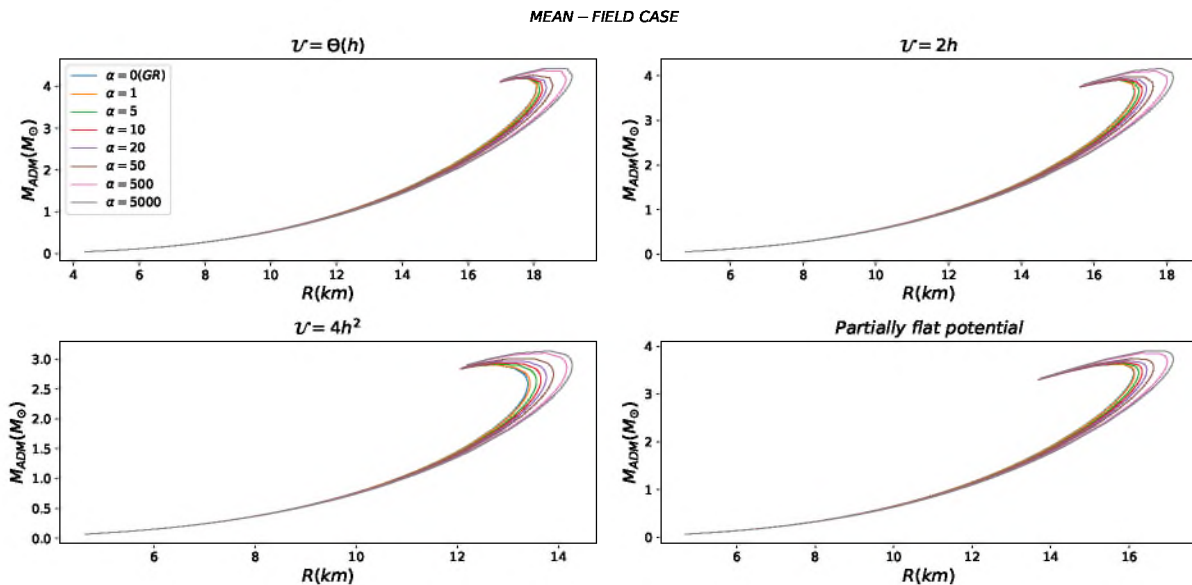 MEAN – FIELD CASE
𝒰 = Θ(h)
M_ADM(M_⊙)
4
3
2
1
0
α = 0(GR)
α = 1
α = 5
α = 10
α = 20
α = 50
α = 500
α = 5000
4 6 8 10 12 14 16 18
R(km)
𝒰 = 2h
M_ADM(M_⊙)
4
3
2
1
0
6 8 10 12 14 16 18
R(km)
𝒰 = 4h²
M_ADM(M_⊙)
3.0
2.5
2.0
1.5
1.0
0.5
0.0
6 8 10 12 14
R(km)
Partially flat potential
M_ADM(M_⊙)
4
3
2
1
0
6 8 10 12 14 16
R(km)